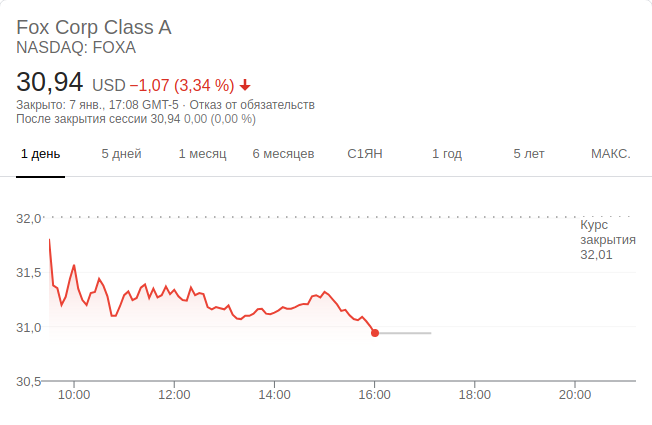 Fox Corp Class A
NASDAQ: FOXA
30,94 USD −1,07 (3,34 %)
Закрыто: 7 янв., 17:08 GMT-5 · Отказ от обязательств
После закрытия сессии 30,94 0,00 (0,00 %)
1 день 5 дней 1 месяц 6 месяцев С1ЯН 1 год 5 лет МАКС.
32,0
Курс
закрытия
32,01
31,5
31,0
30,5
10:00 12:00 14:00 16:00 18:00 20:00